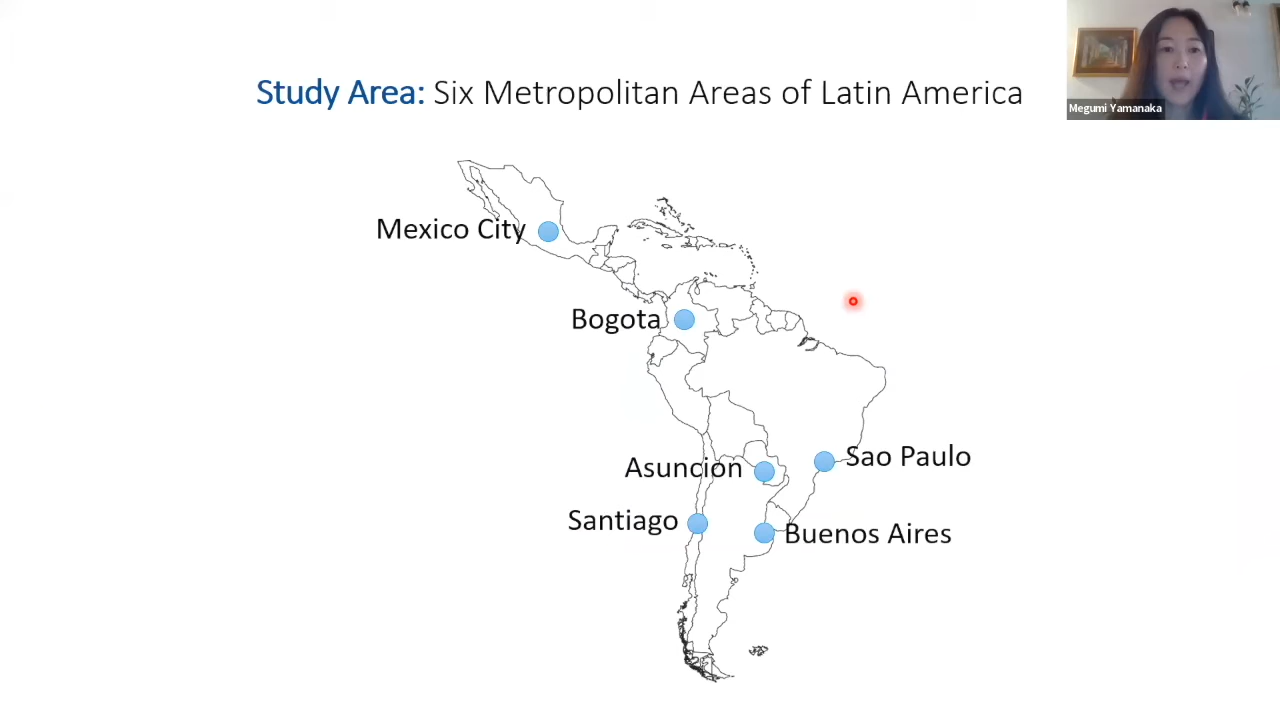 Study Area: Six Metropolitan Areas of Latin America
Megumi Yamanaka
Mexico City
Bogota
Sao Paulo
Asuncion
Santiago
Buenos Aires